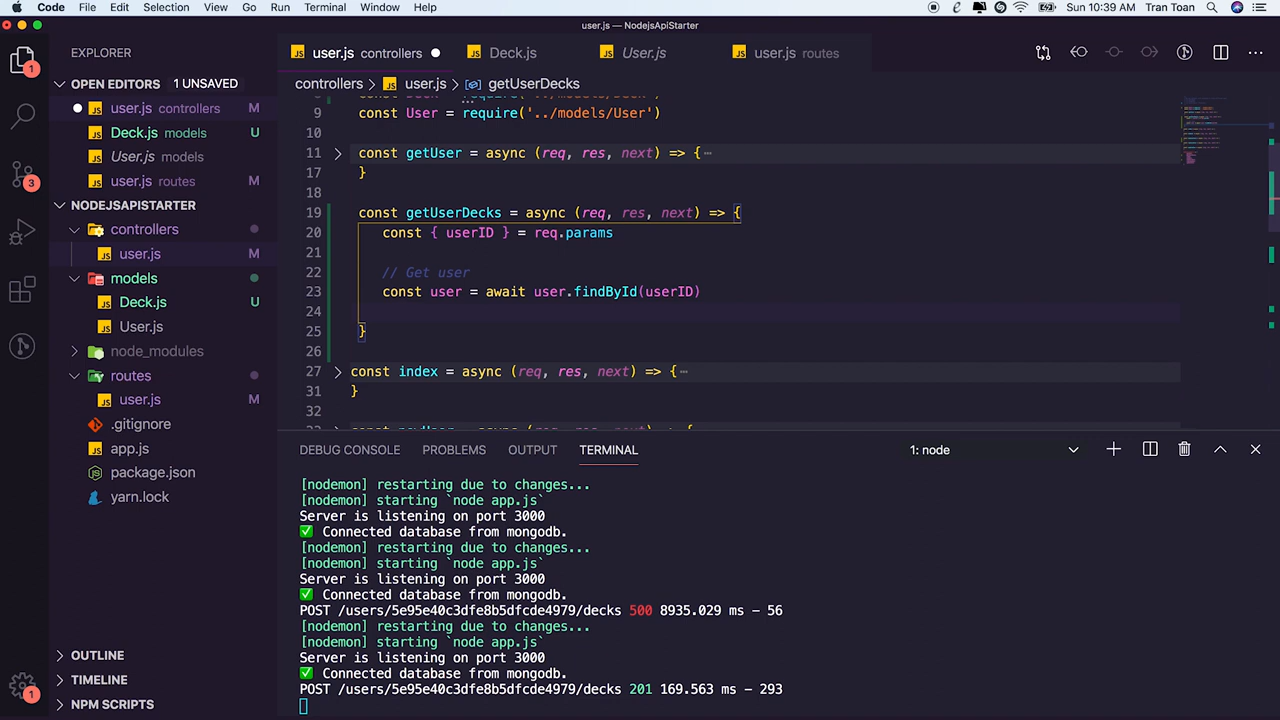 Code File Edit Selection View Go Run Terminal Window Help Sun 10:39 AM Tran Toan
user.js — NodejsApiStarter
EXPLORER
OPEN EDITORS 1 UNSAVED
user.js controllers M
Deck.js models U
User.js models
user.js routes M
NODEJSAPISTARTER
controllers
user.js M
models
Deck.js U
User.js
node_modules
routes
user.js M
.gitignore
app.js
package.json
yarn.lock
OUTLINE
TIMELINE
NPM SCRIPTS
1
3
1
user.js controllers Deck.js User.js user.js routes
controllers > user.js > getUserDecks
9 const User = require('../models/User')
10
11 const getUser = async (req, res, next) => {
17 }
18
19 const getUserDecks = async (req, res, next) => {
20 const { userID } = req.params
21
22 // Get user
23 const user = await user.findById(userID)
24
25 }
26
27 const index = async (req, res, next) => {
31 }
32
DEBUG CONSOLE PROBLEMS OUTPUT TERMINAL 1: node
[nodemon] restarting due to changes...
[nodemon] starting `node app.js`
Server is listening on port 3000
✅ Connected database from mongodb.
[nodemon] restarting due to changes...
[nodemon] starting `node app.js`
Server is listening on port 3000
✅ Connected database from mongodb.
POST /users/5e95e40c3dfe8b5dfcde4979/decks 500 8935.029 ms - 56
[nodemon] restarting due to changes...
[nodemon] starting `node app.js`
Server is listening on port 3000
✅ Connected database from mongodb.
POST /users/5e95e40c3dfe8b5dfcde4979/decks 201 169.563 ms - 293